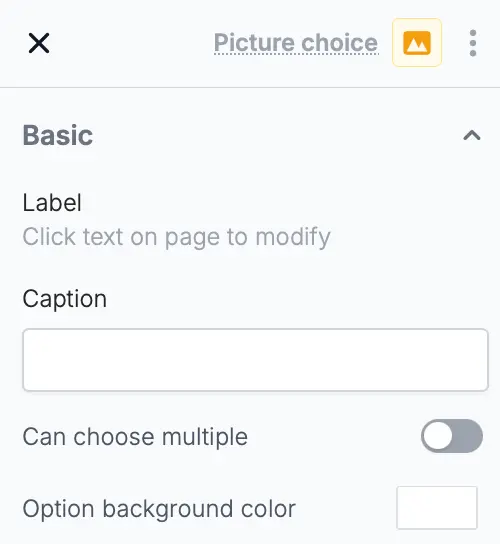 Picture choice
Basic
Label
Click text on page to modify
Caption
Can choose multiple
Option background color